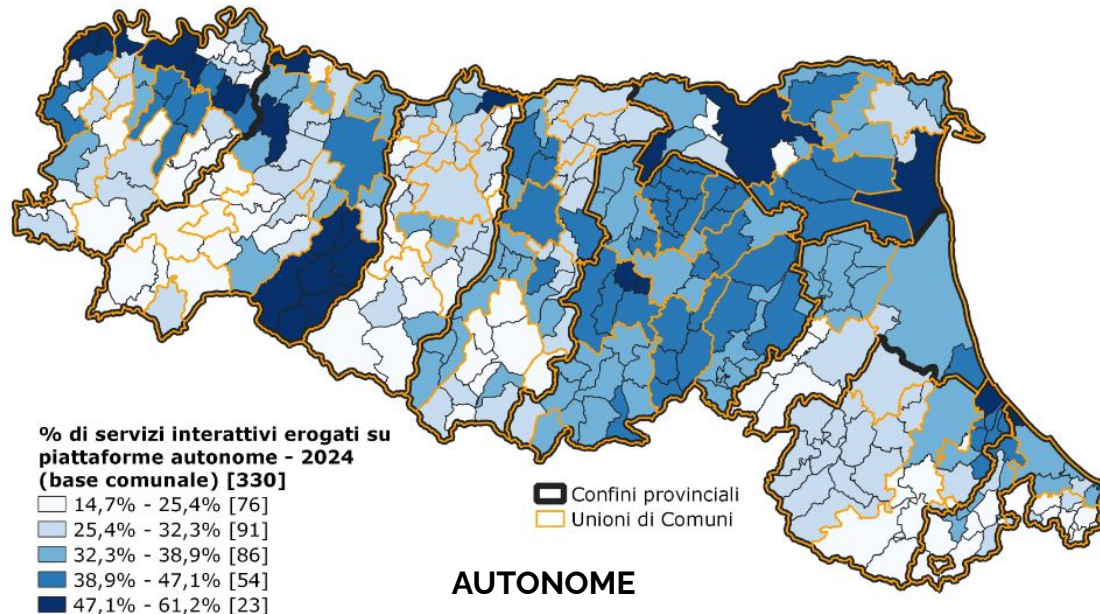 % di servizi interattivi erogati su
piattaforme autonome - 2024
(base comunale) [330]
14,7% - 25,4% [76]
25,4% - 32,3% [91]
32,3% - 38,9% [86]
38,9% - 47,1% [54]
47,1% - 61,2% [23]
Confini provinciali
Unioni di Comuni
AUTONOME